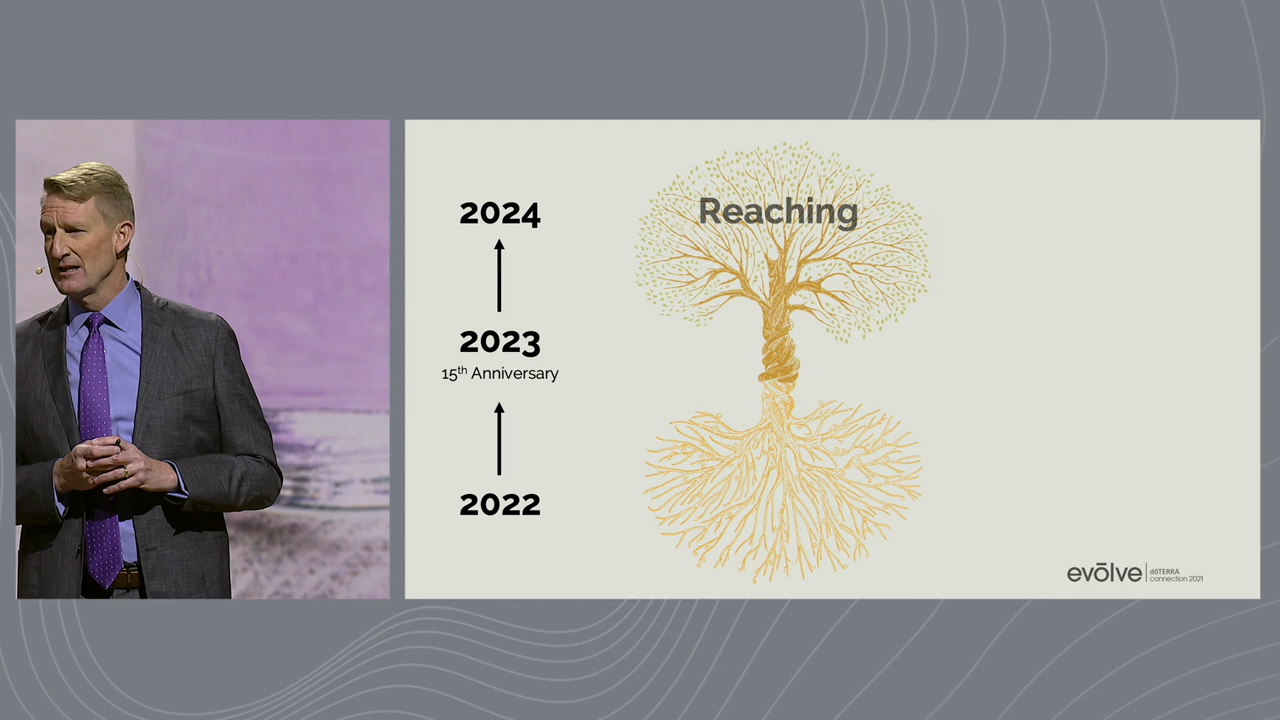 2024
Reaching
2023
15th Anniversary
2022
evōlve
dōTERRA
connection 2021